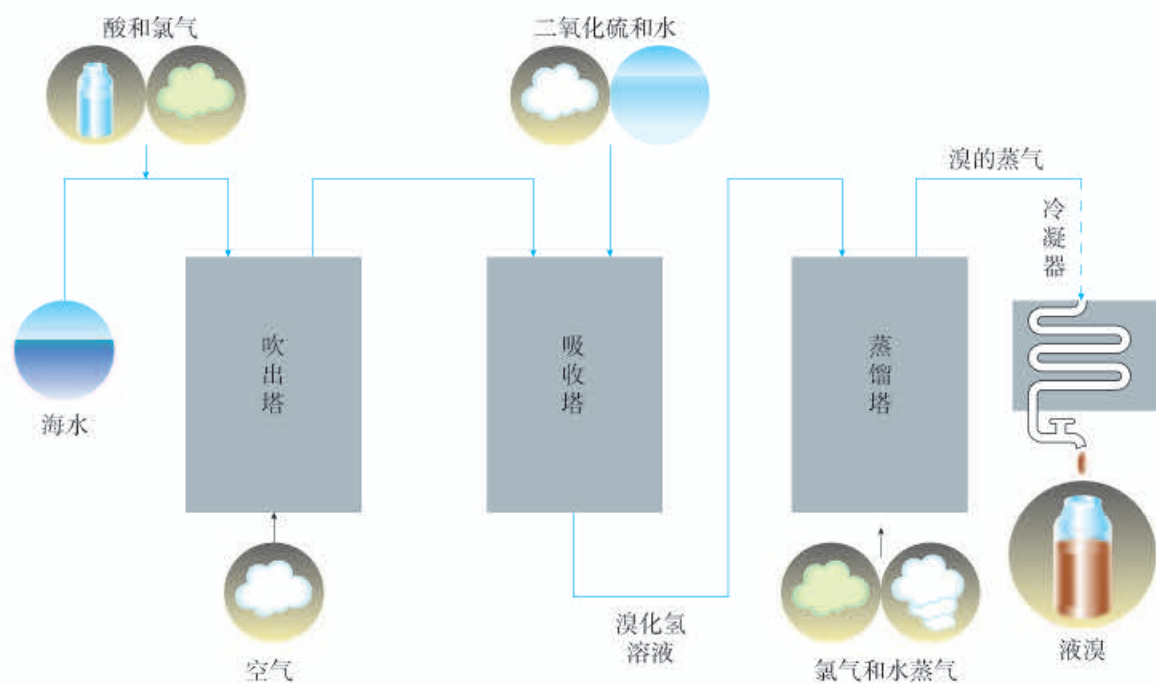 酸和氯气
二氧化硫和水
溴的蒸气
冷凝器
吹出塔
吸收塔
蒸馏塔
海水
空气
溴化氢
溶液
氯气和水蒸气
液溴